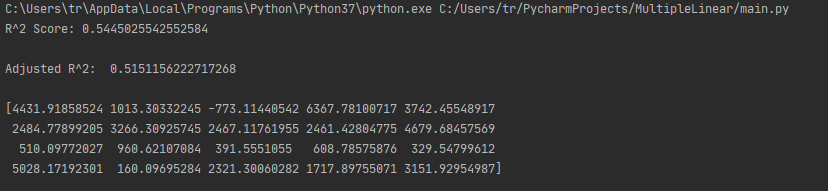 C:\Users\tr\AppData\Local\Programs\Python\Python37\python.exe C:/Users/tr/PycharmProjects/MultipleLinear/main.py
R^2 Score: 0.5445025542552584
Adjusted R^2:  0.5151156222717268
[4431.91858524 1013.30332245 -773.11440542 6367.78100717 3742.45548917
 2484.77899205 3266.30925745 2467.11761955 2461.42804775 4679.68457569
  510.09772027  960.62107084  391.5551055   608.78575876  329.54799612
 5028.17192301  160.09695284 2321.30060282 1717.89755071 3151.92954987]